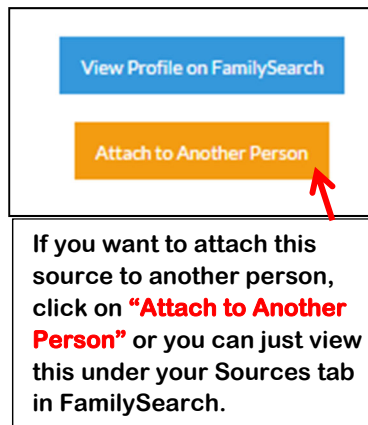 View Profile on FamilySearch
Attach to Another Person
If you want to attach this
source to another person,
click on “Attach to Another
Person” or you can just view
this under your Sources tab
in FamilySearch.